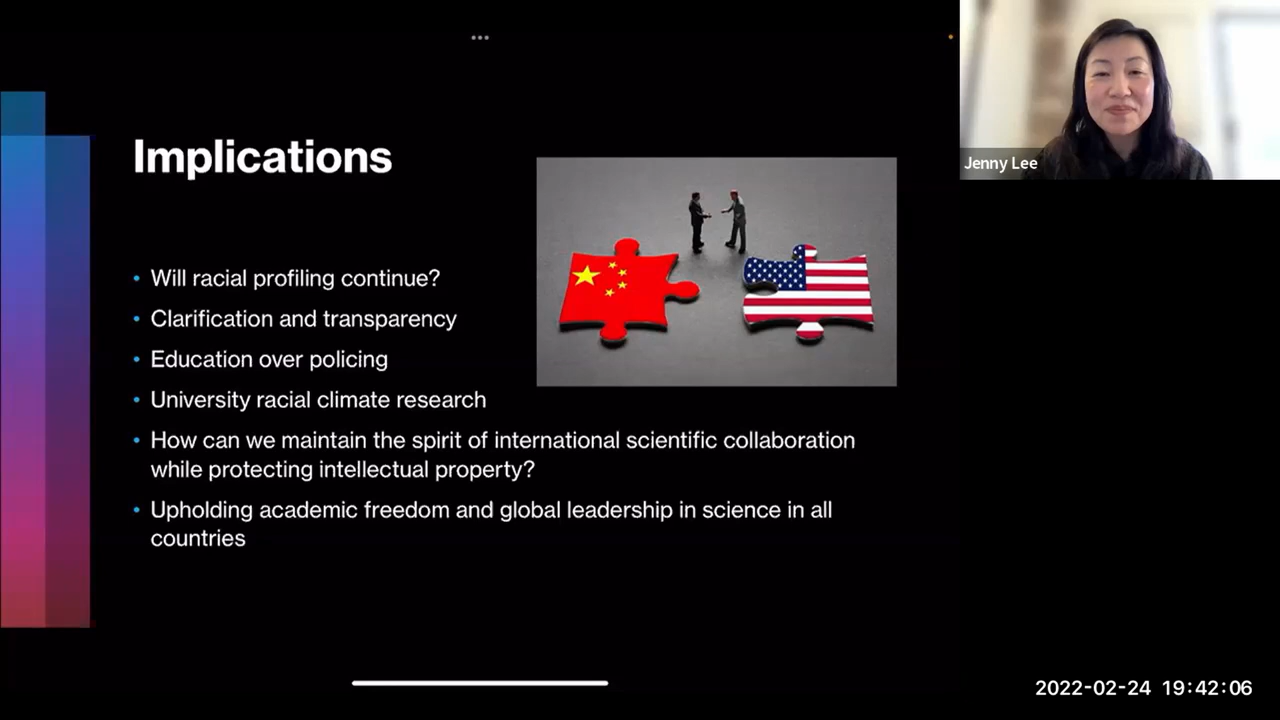 Implications
• Will racial profiling continue?
• Clarification and transparency
• Education over policing
• University racial climate research
• How can we maintain the spirit of international scientific collaboration
while protecting intellectual property?
• Upholding academic freedom and global leadership in science in all
countries
Jenny Lee
2022-02-24 19:42:06